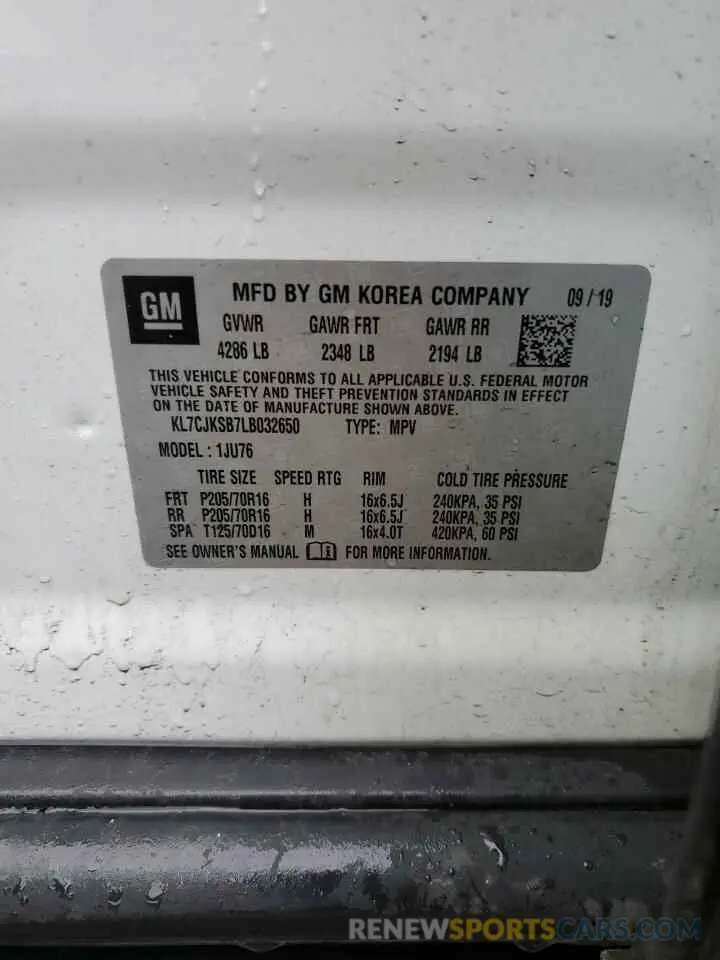 GM
MFD BY GM KOREA COMPANY 09/19
GVWR GAWR FRT GAWR RR
4286 LB 2348 LB 2194 LB
THIS VEHICLE CONFORMS TO ALL APPLICABLE U.S. FEDERAL MOTOR
VEHICLE SAFETY AND THEFT PREVENTION STANDARDS IN EFFECT
ON THE DATE OF MANUFACTURE SHOWN ABOVE.
KL7CJKSB7LB032650 TYPE: MPV
MODEL: 1JU76
TIRE SIZE SPEED RTG RIM COLD TIRE PRESSURE
FRT P205/70R16 H 16x6.5J 240KPA, 35 PSI
RR P205/70R16 H 16x6.5J 240KPA, 35 PSI
SPA T125/70D16 M 16x4.0T 420KPA, 60 PSI
SEE OWNER'S MANUAL FOR MORE INFORMATION.
RENEWSPORTSCARS.COM